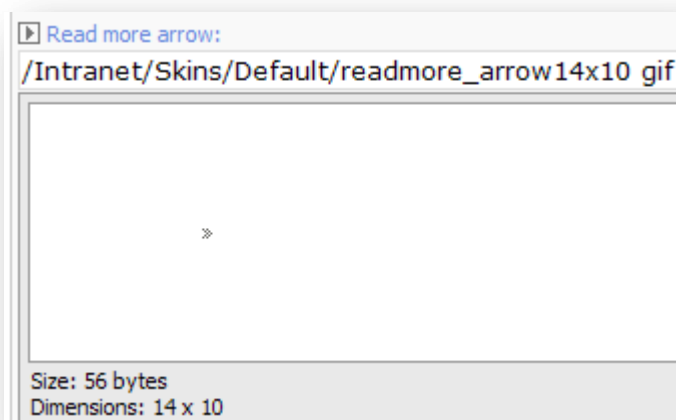 Read more arrow:
/Intranet/Skins/Default/readmore_arrow14x10 gif
Size: 56 bytes
Dimensions: 14 x 10